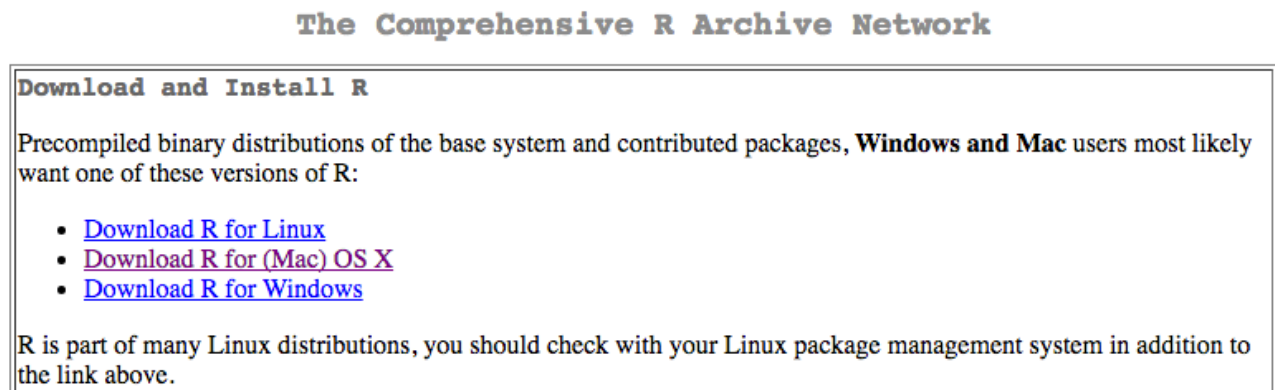 The Comprehensive R Archive Network
Download and Install R
Precompiled binary distributions of the base system and contributed packages, Windows and Mac users most likely
want one of these versions of R:
• Download R for Linux
• Download R for (Mac) OS X
• Download R for Windows
R is part of many Linux distributions, you should check with your Linux package management system in addition to
the link above.